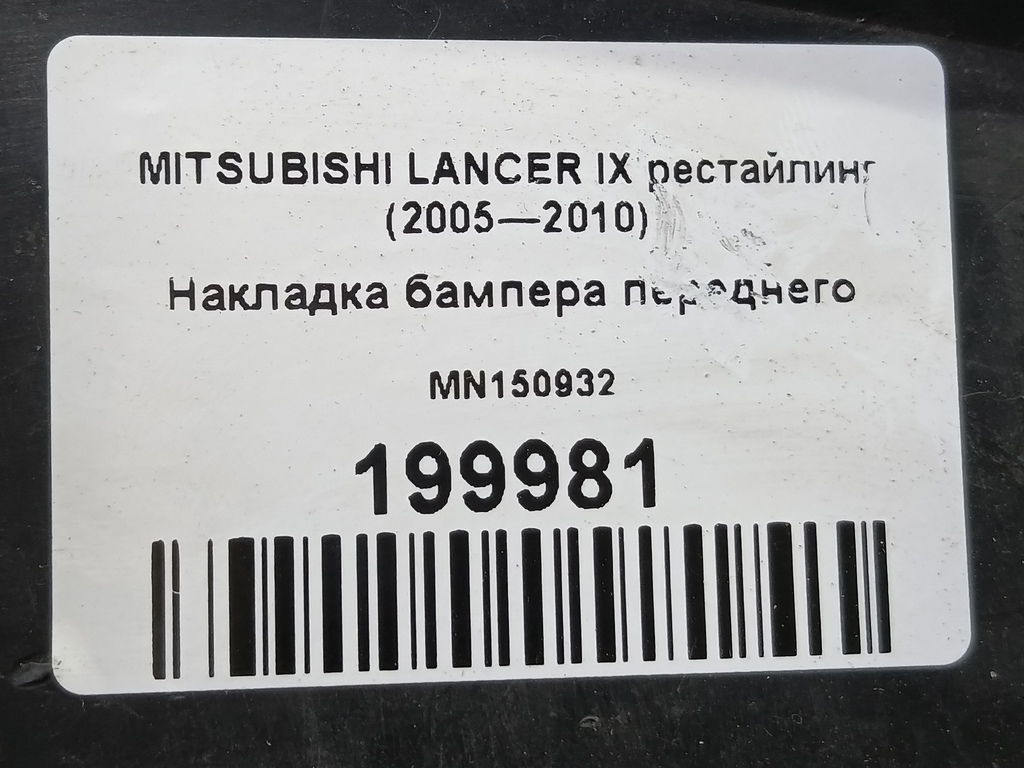 MITSUBISHI LANCER IX рестайлинг
(2005—2010)
Накладка бампера переднего
MN150932
199981